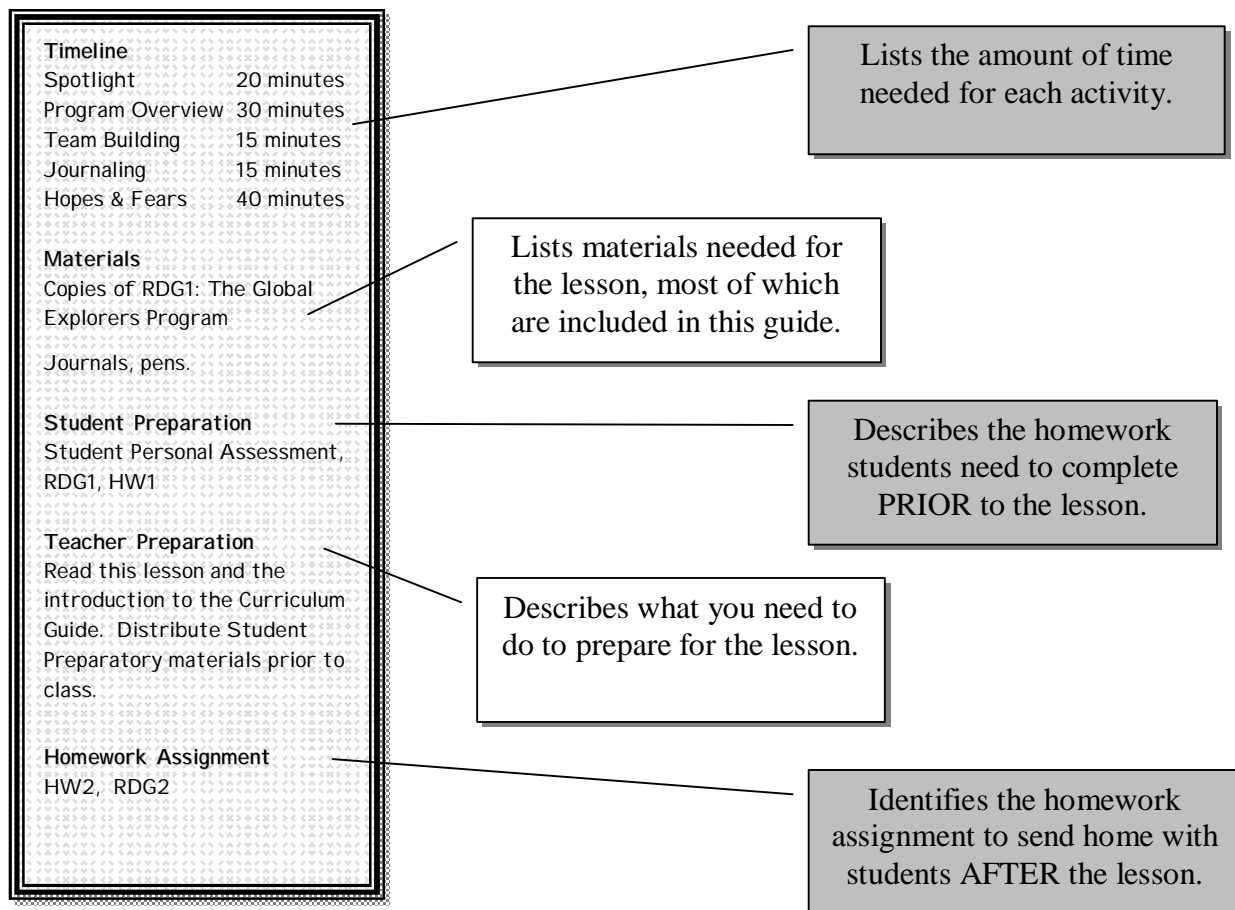 Timeline
Spotlight 20 minutes
Program Overview 30 minutes
Team Building 15 minutes
Journaling 15 minutes
Hopes & Fears 40 minutes
Materials
Copies of RDG1: The Global
Explorers Program
Journals, pens.
Student Preparation
Student Personal Assessment,
RDG1, HW1
Teacher Preparation
Read this lesson and the
introduction to the Curriculum
Guide. Distribute Student
Preparatory materials prior to
class.
Homework Assignment
HW2, RDG2
Lists the amount of time
needed for each activity.
Lists materials needed for
the lesson, most of which
are included in this guide.
Describes the homework
students need to complete
PRIOR to the lesson.
Describes what you need to
do to prepare for the lesson.
Identifies the homework
assignment to send home with
students AFTER the lesson.